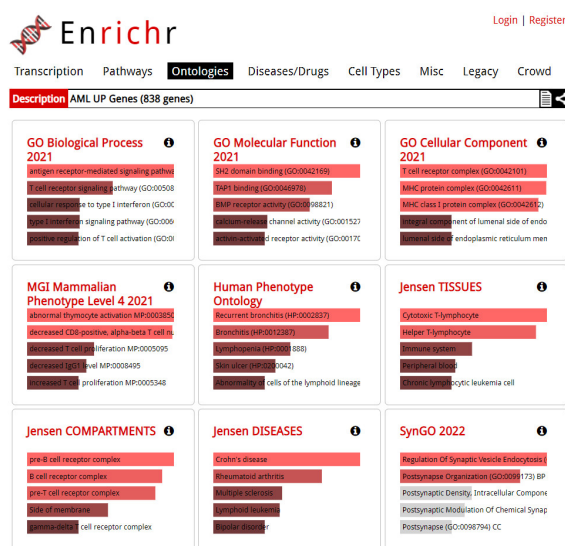 Login | Register
Enrichr
Transcription Pathways Ontologies Diseases/Drugs Cell Types Misc Legacy Crowd
Description AML UP Genes (838 genes)
GO Biological Process 2021
antigen receptor-mediated signaling pathwa
T cell receptor signaling pathway (GO:00508
cellular response to type I interferon (GO:00
type I interferon signaling pathway (GO:006
positive regulation of T cell activation (GO:00
GO Molecular Function 2021
SH2 domain binding (GO:0042169)
TAP1 binding (GO:0046978)
BMP receptor activity (GO:0098821)
calcium-release channel activity (GO:001527
activin-activated receptor activity (GO:0017
GO Cellular Component 2021
T cell receptor complex (GO:0042101)
MHC protein complex (GO:0042611)
MHC class I protein complex (GO:0042612)
integral component of lumenal side of endo
lumenal side of endoplasmic reticulum mem
MGI Mammalian Phenotype Level 4 2021
abnormal thymocyte activation MP:0003850
decreased CD8-positive, alpha-beta T cell nu
decreased T cell proliferation MP:0005095
decreased IgG1 level MP:0008495
increased T cell proliferation MP:0005348
Human Phenotype Ontology
Recurrent bronchitis (HP:0002837)
Bronchitis (HP:0012387)
Lymphopenia (HP:0001888)
Skin ulcer (HP:0200042)
Abnormality of cells of the lymphoid lineage
Jensen TISSUES
Cytotoxic T-lymphocyte
Helper T-lymphocyte
Immune system
Peripheral blood
Chronic lymphocytic leukemia cell
Jensen COMPARTMENTS
pre-B cell receptor complex
B cell receptor complex
pre-T cell receptor complex
Side of membrane
gamma-delta T cell receptor complex
Jensen DISEASES
Crohn's disease
Rheumatoid arthritis
Multiple sclerosis
Lymphoid leukemia
Bipolar disorder
SynGO 2022
Regulation Of Synaptic Vesicle Endocytosis (
Postsynapse Organization (GO:0099173) BP
Postsynaptic Density, Intracellular Compone
Postsynaptic Modulation Of Chemical Synap
Postsynapse (GO:0098794) CC